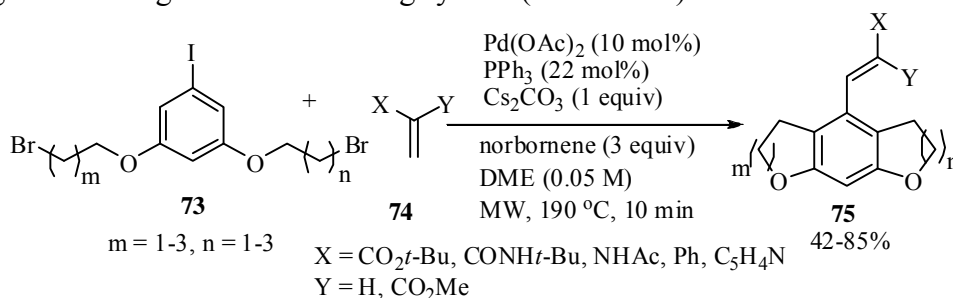 I
X
Y
Br
m
O
O
n
Br
73
m = 1-3, n = 1-3
+
X
Y
74
Pd(OAc)2 (10 mol%)
PPh3 (22 mol%)
Cs2CO3 (1 equiv)
norbornene (3 equiv)
DME (0.05 M)
MW, 190 °C, 10 min
X = CO2t-Bu, CONHt-Bu, NHAc, Ph, C5H4N
Y = H, CO2Me
m
O
O
n
75
42-85%